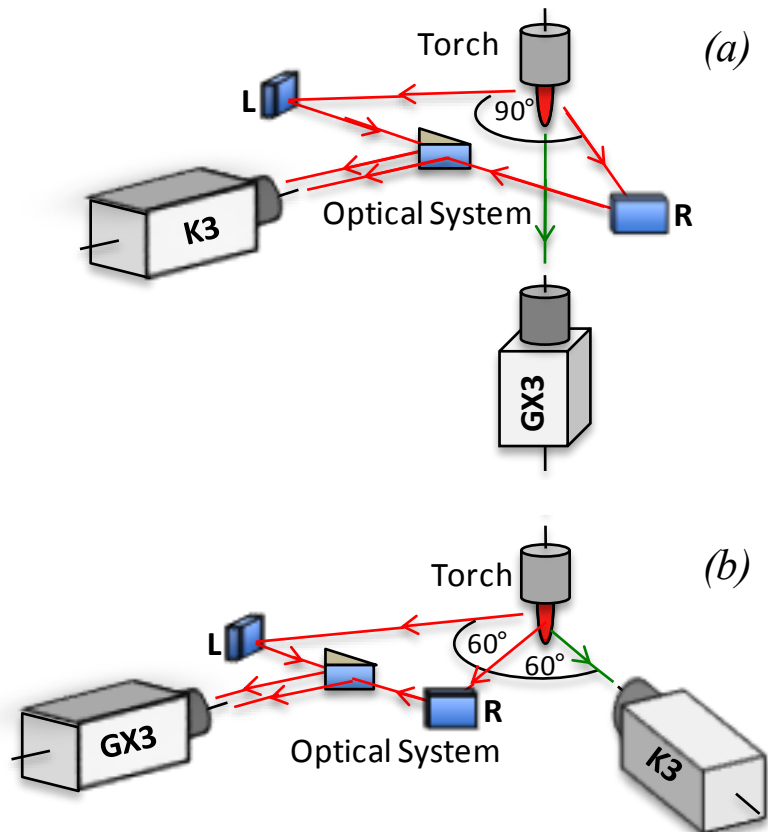 Torch
(a)
L
90°
K3
Optical System
R
GX3
Torch
(b)
L
60°
60°
R
GX3
Optical System
K3